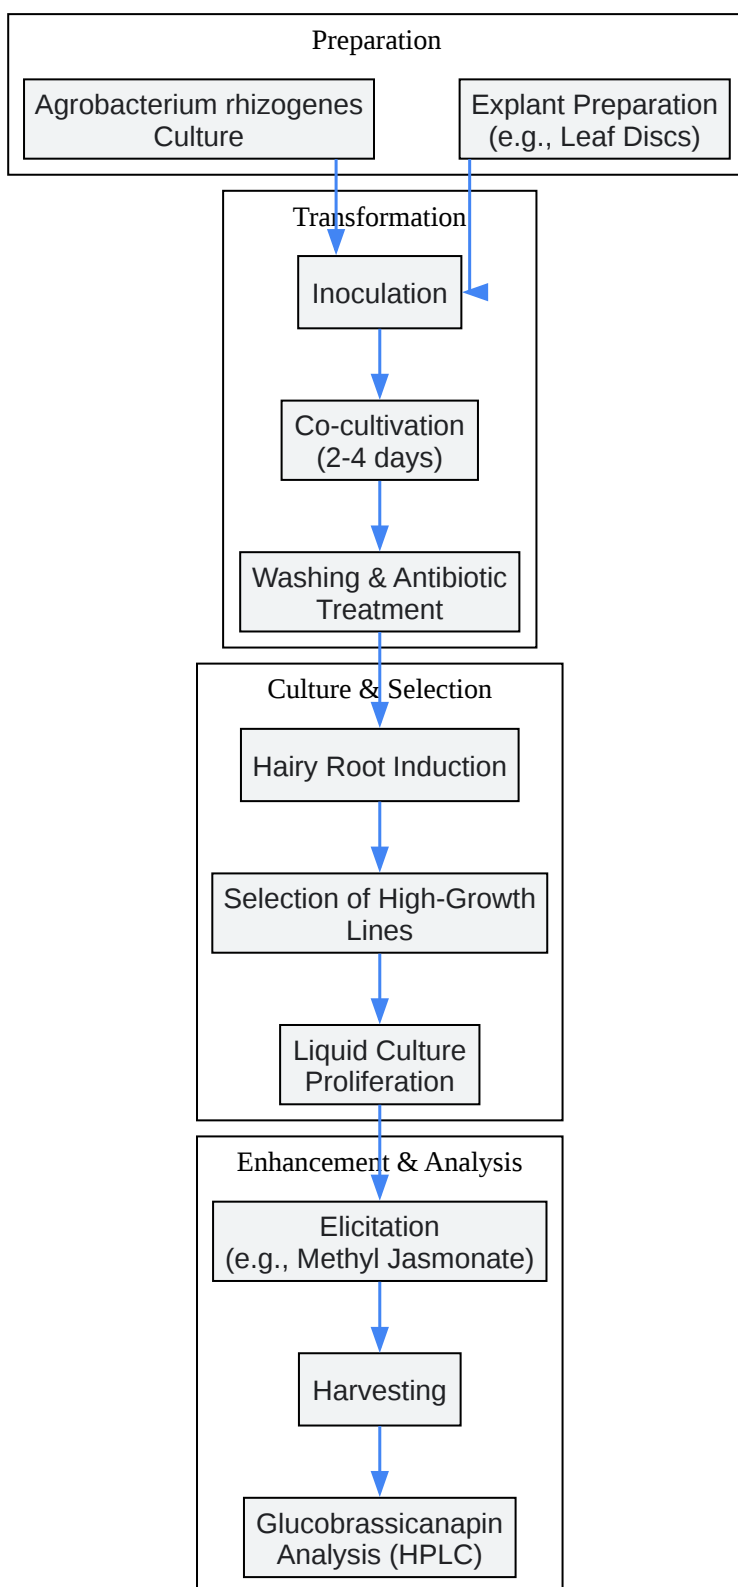 Preparation
Agrobacterium rhizogenes
Culture
Explant Preparation
(e.g., Leaf Discs)
Transformation
Inoculation
Co-cultivation
(2-4 days)
Washing & Antibiotic
Treatment
Culture & Selection
Hairy Root Induction
Selection of High-Growth
Lines
Liquid Culture
Proliferation
Enhancement & Analysis
Elicitation
(e.g., Methyl Jasmonate)
Harvesting
Glucobrassicanapin
Analysis (HPLC)